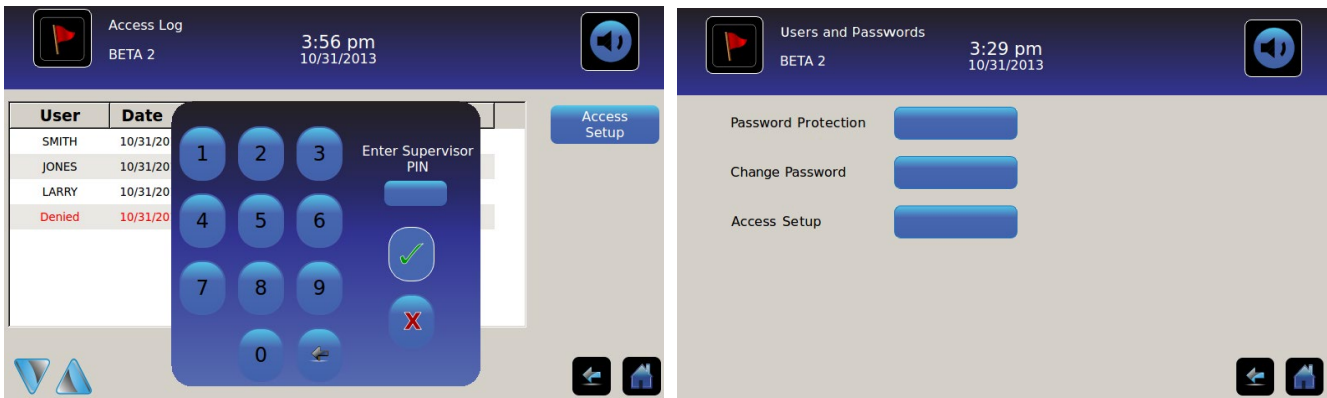 Access Log
BETA 2
3:56 pm
10/31/2013
User Date
SMITH 10/31/20
JONES 10/31/20
LARRY 10/31/20
Denied 10/31/20
1 2 3
4 5 6
7 8 9
0
Enter Supervisor
PIN
X
Access
Setup
Users and Passwords
BETA 2
3:29 pm
10/31/2013
Password Protection
Change Password
Access Setup